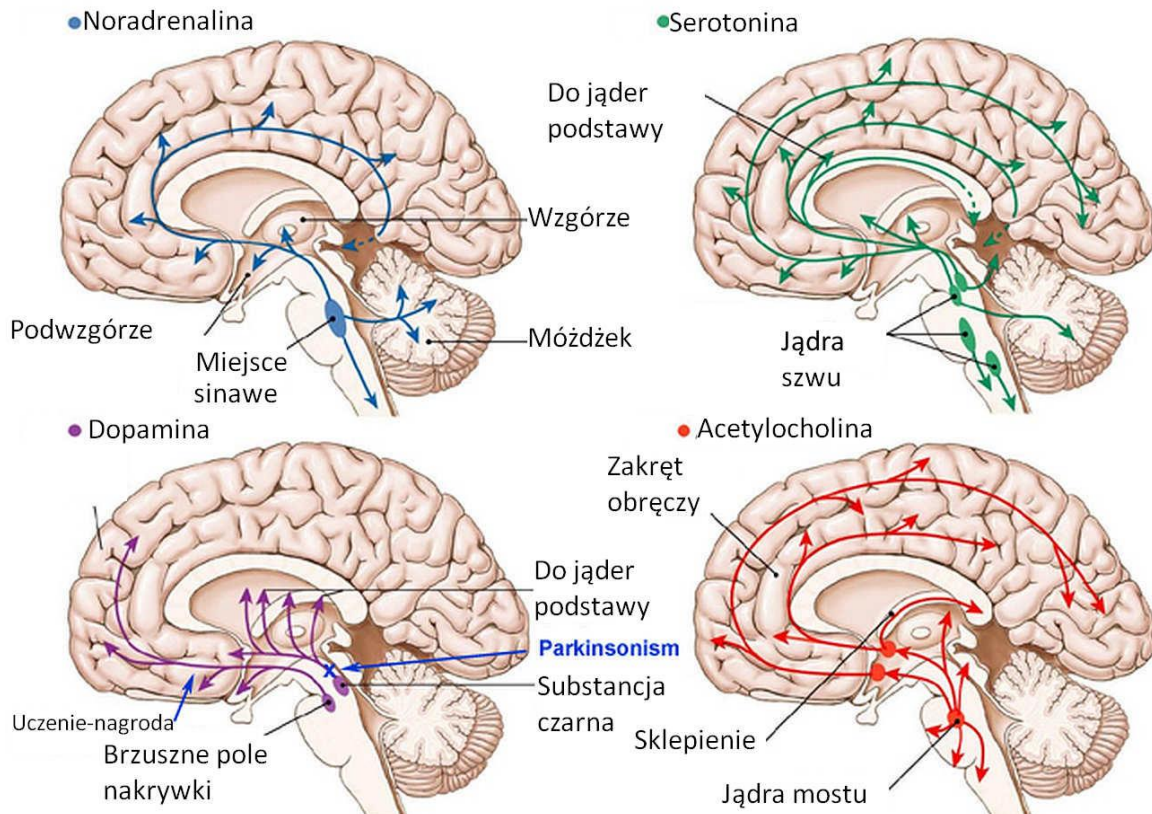 Noradrenalina
Wzgórze
Podwzgórze
Miejsce
sinawe
Móżdżek
Serotonina
Do jąder
podstawy
Jądra
szwu
Dopamina
Do jąder
podstawy
Parkinsonism
Substancja
czarna
Uczenie-nagroda
Brzuszne pole
nakrywki
Acetylocholina
Zakręt
obręczy
Sklepienie
Jądra mostu